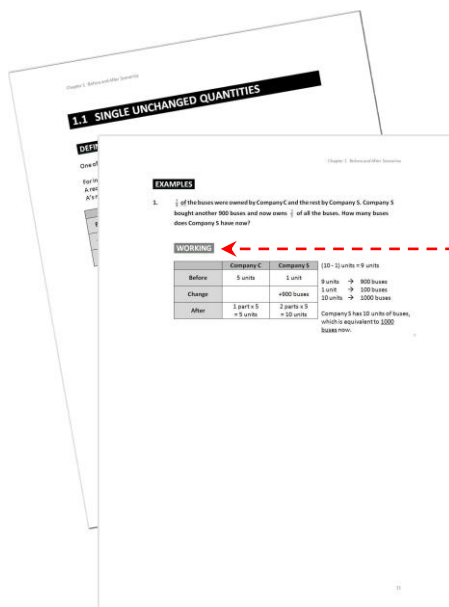 Chapter 1 Before and After Scenarios
1.1 SINGLE UNCHANGED QUANTITIES
DEFIN
One of
For in
A rec
A's r
Chapter 1 Before and After Scenarios
EXAMPLES
1. of the buses were owned by Company C and the rest by Company S. Company S
bought another 900 buses and now owns of all the buses. How many buses
does Company S have now?
WORKING
Company C Company S
Before 5 units 1 unit
Change +900 buses
After 1 part x 5 2 parts x 5
= 5 units = 10 units
(10 - 1) units = 9 units
9 units → 900 buses
1 unit → 100 buses
10 units → 1000 buses
Company S has 10 units of buses,
which is equivalent to 1000
buses now.
11